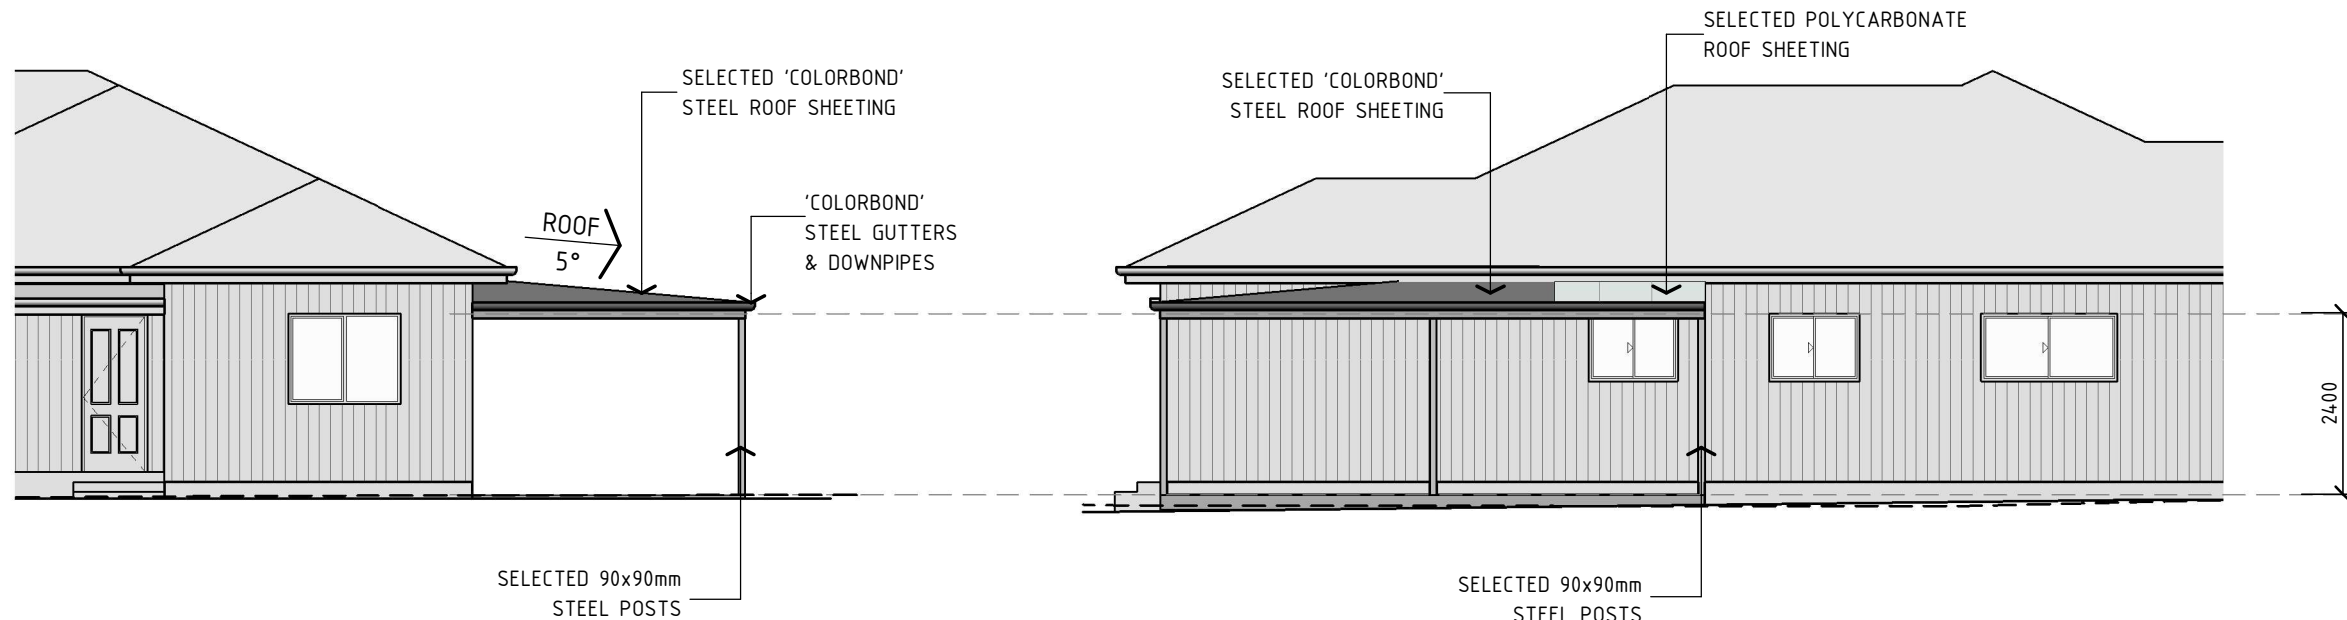 SELECTED 'COLORBOND'
STEEL ROOF SHEETING
ROOF
5°
'COLORBOND'
STEEL GUTTERS
& DOWNPIPES
SELECTED 90x90mm
STEEL POSTS
SELECTED 'COLORBOND'
STEEL ROOF SHEETING
SELECTED POLYCARBONATE
ROOF SHEETING
2400
SELECTED 90x90mm
STEEL POSTS